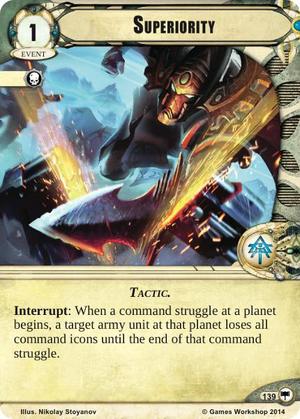 Superiority
1
EVENT
Tactic.
Interrupt: When a command struggle at a planet
begins, a target army unit at that planet loses all
command icons until the end of that command
struggle.
139
Illus. Nikolay Stoyanov
© Games Workshop 2014